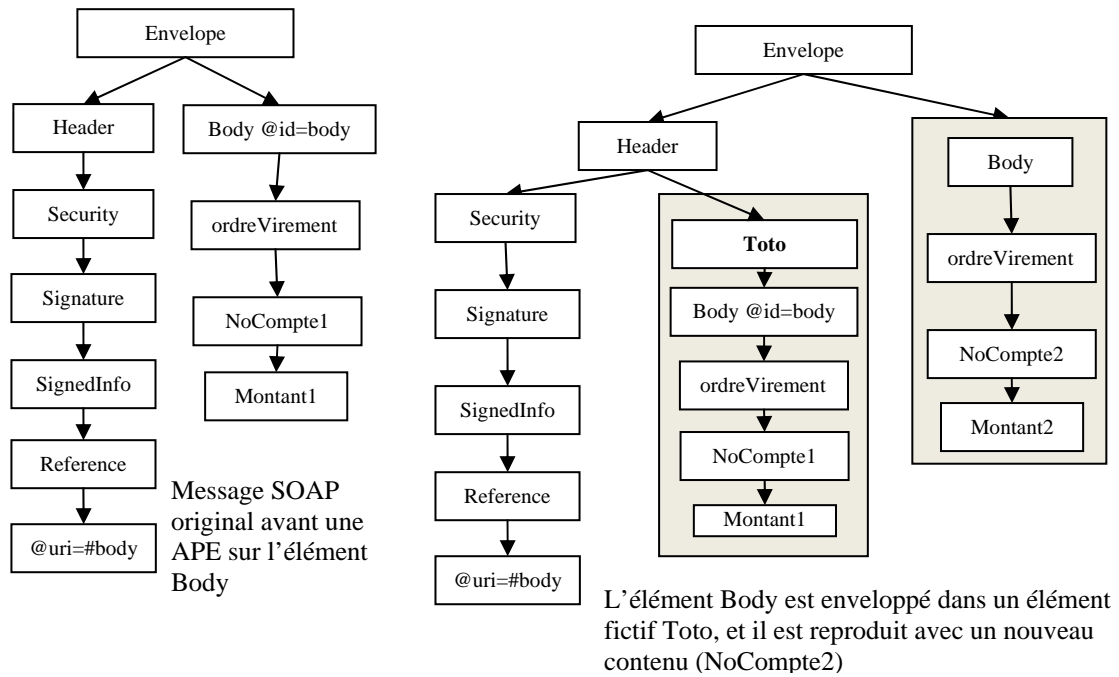 Envelope
Header
Body @id=body
Security
ordreVirement
Signature
NoCompte1
SignedInfo
Montant1
Reference
@uri=#body
Message SOAP
original avant une
APE sur l’élément
Body
Envelope
Header
Body
Security
Toto
ordreVirement
Signature
Body @id=body
NoCompte2
SignedInfo
ordreVirement
Montant2
NoCompte1
Reference
Montant1
@uri=#body
L’élément Body est enveloppé dans un élément
fictif Toto, et il est reproduit avec un nouveau
contenu (NoCompte2)